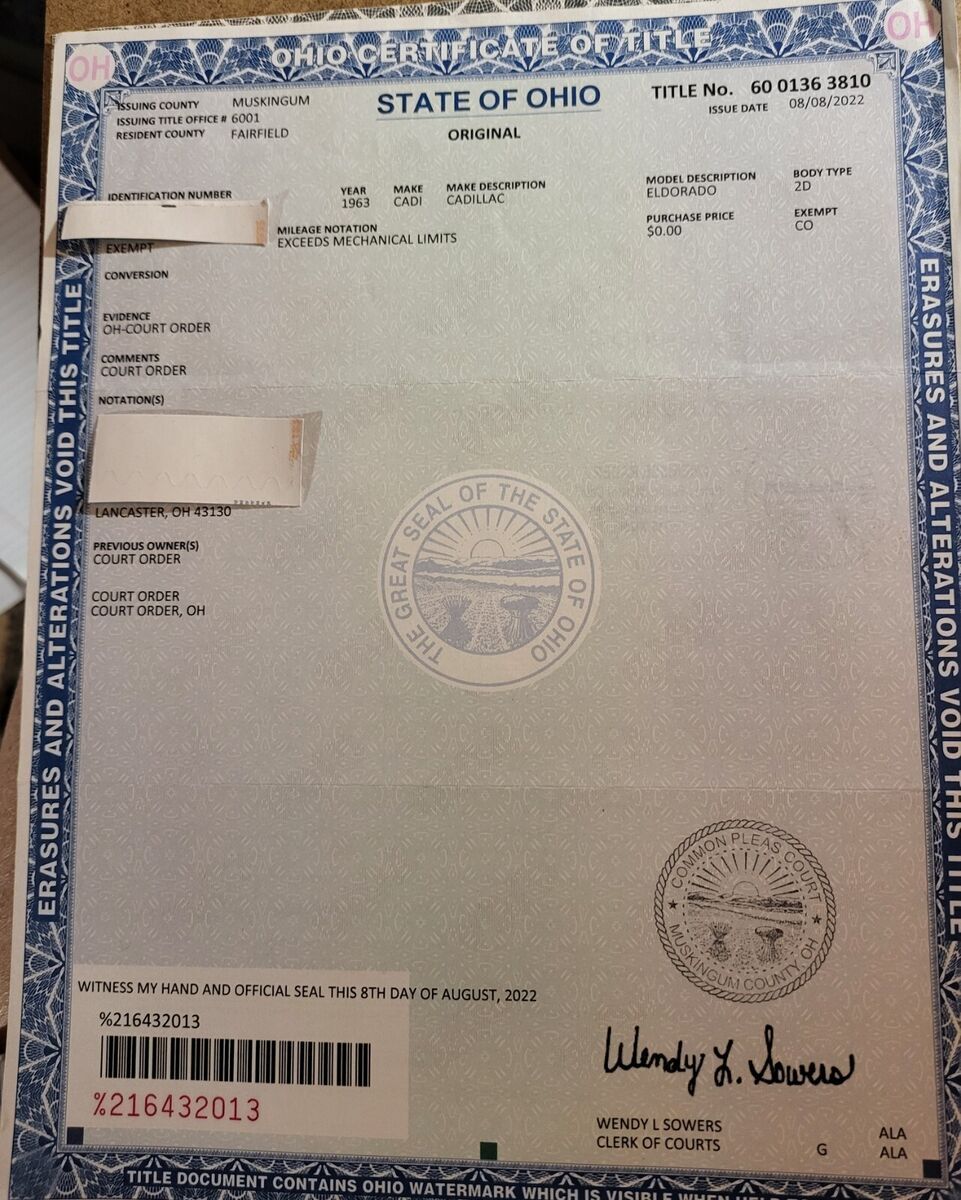 OHIO CERTIFICATE OF TITLE
OH
OH
ISSUING COUNTY MUSKINGUM
ISSUING TITLE OFFICE # 6001
RESIDENT COUNTY FAIRFIELD
STATE OF OHIO
ORIGINAL
TITLE No. 60 0136 3810
ISSUE DATE 08/08/2022
IDENTIFICATION NUMBER
YEAR MAKE MAKE DESCRIPTION MODEL DESCRIPTION BODY TYPE
1963 CADI CADILLAC ELDORADO 2D
MILEAGE NOTATION PURCHASE PRICE EXEMPT
EXEMPT EXCEEDS MECHANICAL LIMITS $0.00 CO
CONVERSION
EVIDENCE
OH-COURT ORDER
COMMENTS
COURT ORDER
NOTATION(S)
LANCASTER, OH 43130
PREVIOUS OWNER(S)
COURT ORDER
COURT ORDER
COURT ORDER, OH
THE GREAT SEAL OF THE STATE OF OHIO
ERASURES AND ALTERATIONS VOID THIS TITLE
ERASURES AND ALTERATIONS VOID THIS TITLE
COMMON PLEAS COURT
MUSKINGUM COUNTY, OH
WITNESS MY HAND AND OFFICIAL SEAL THIS 8TH DAY OF AUGUST, 2022
%216432013
%216432013
Wendy L. Sowers
WENDY L SOWERS
CLERK OF COURTS
G
ALA
ALA
TITLE DOCUMENT CONTAINS OHIO WATERMARK WHICH IS VISIBLE WHEN HELD